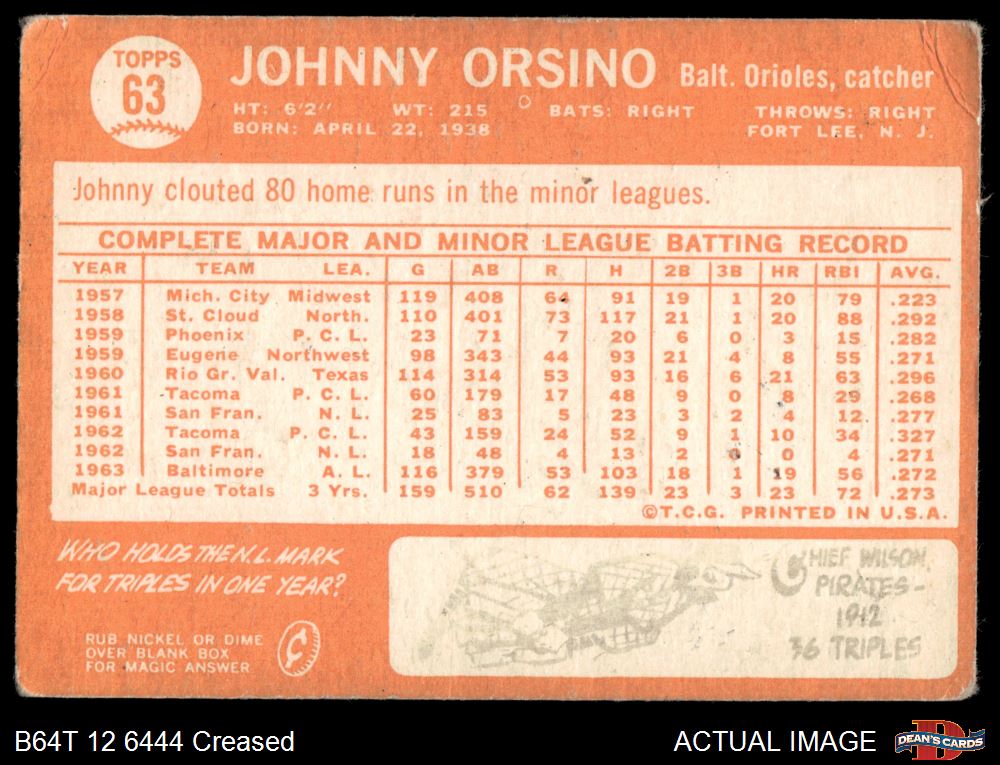 TOPPS
63
JOHNNY ORSINO Balt. Orioles, catcher
HT: 6'2" WT: 215 BATS: RIGHT THROWS: RIGHT
BORN: APRIL 22, 1938 FORT LEE, N. J.
Johnny clouted 80 home runs in the minor leagues.
COMPLETE MAJOR AND MINOR LEAGUE BATTING RECORD
YEAR TEAM LEA. G AB R H 2B 3B HR RBI AVG.
1957 Mich. City Midwest 119 408 64 91 19 1 20 79 .223
1958 St. Cloud North. 110 401 73 117 21 1 20 88 .292
1959 Phoenix P. C. L. 23 71 7 20 6 0 3 15 .282
1959 Eugene Northwest 98 343 44 93 21 4 8 55 .271
1960 Rio Gr. Val. Texas 114 314 53 93 16 6 21 63 .296
1961 Tacoma P. C. L. 60 179 17 48 9 0 8 29 .268
1961 San Fran. N. L. 25 83 5 23 3 2 4 12 .277
1962 Tacoma P. C. L. 43 159 24 52 9 1 10 34 .327
1962 San Fran. N. L. 18 48 4 13 2 0 0 4 .271
1963 Baltimore A. L. 116 379 53 103 18 1 19 56 .272
Major League Totals 3 Yrs. 159 510 62 139 23 3 23 72 .273
©T.C.G. PRINTED IN U.S.A.
WHO HOLDS THE N.L. MARK
FOR TRIPLES IN ONE YEAR?
RUB NICKEL OR DIME
OVER BLANK BOX
FOR MAGIC ANSWER
CHIEF WILSON,
PIRATES-
1912
36 TRIPLES
B64T 12 6444 Creased
ACTUAL IMAGE
DEAN'S CARDS